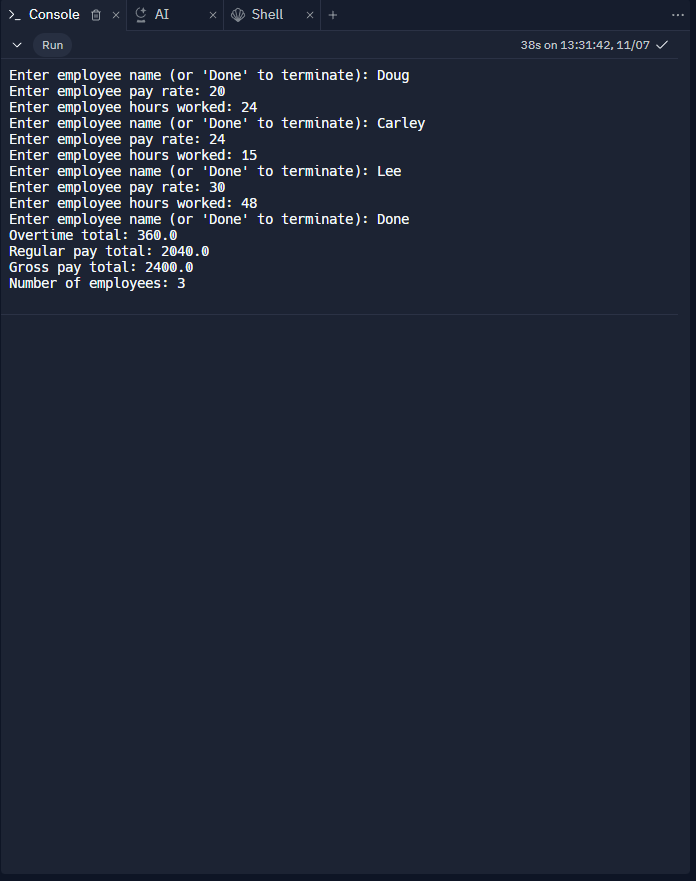 Console AI Shell
Run 38s on 13:31:42, 11/07
Enter employee name (or 'Done' to terminate): Doug
Enter employee pay rate: 20
Enter employee hours worked: 24
Enter employee name (or 'Done' to terminate): Carley
Enter employee pay rate: 24
Enter employee hours worked: 15
Enter employee name (or 'Done' to terminate): Lee
Enter employee pay rate: 30
Enter employee hours worked: 48
Enter employee name (or 'Done' to terminate): Done
Overtime total: 360.0
Regular pay total: 2040.0
Gross pay total: 2400.0
Number of employees: 3